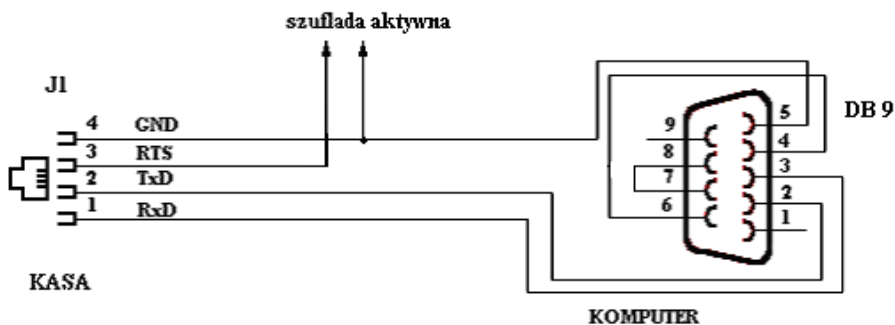 szuflada aktywna
J1
DB 9
4 GND
3 RTS
2 TxD
1 RxD
9
8
7
6
5
4
3
2
1
KASA
KOMPUTER